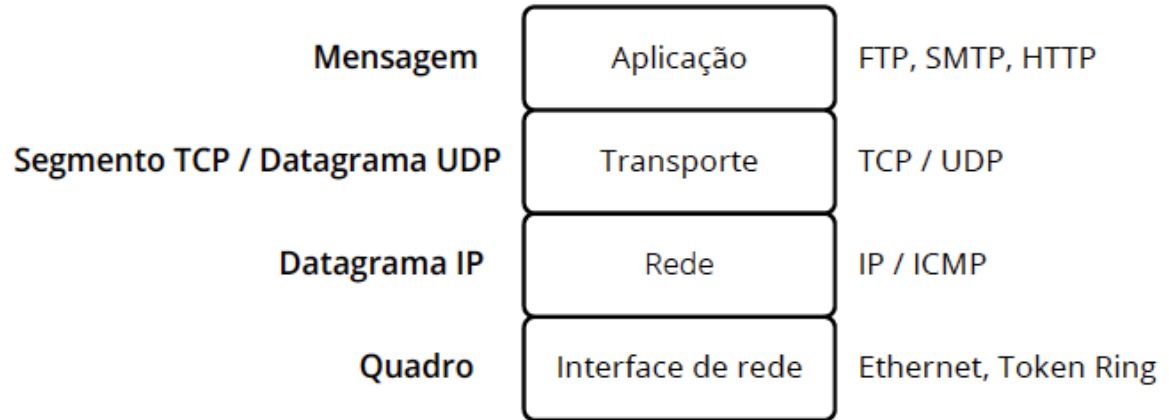 Mensagem Aplicação FTP, SMTP, HTTP
Segmento TCP / Datagrama UDP Transporte TCP / UDP
Datagrama IP Rede IP / ICMP
Quadro Interface de rede Ethernet, Token Ring